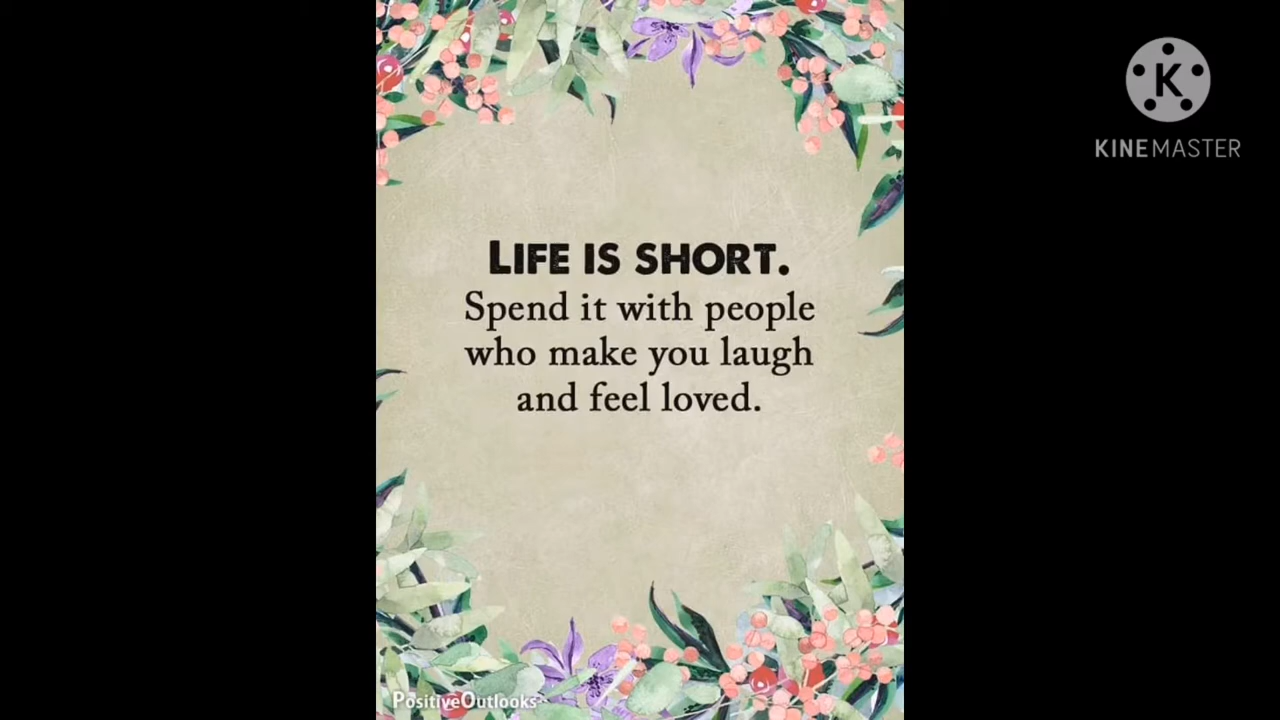 K
KINEMASTER
LIFE IS SHORT.
Spend it with people
who make you laugh
and feel loved.
PositiveOutlooks